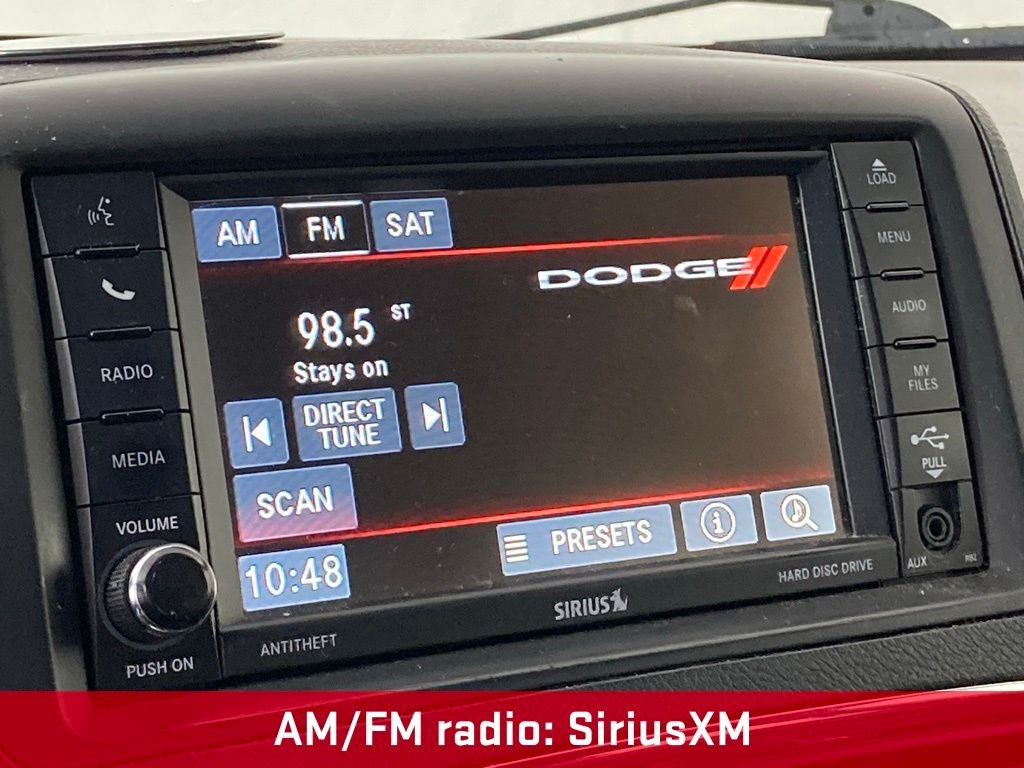 AM FM SAT
DODGE
98.5 ST
Stays on
DIRECT
TUNE
SCAN
PRESETS
10:48
RADIO
MEDIA
VOLUME
PUSH ON
ANTITHEFT
SIRIUS
HARD DISC DRIVE
LOAD
MENU
AUDIO
MY
FILES
PULL
AUX
RBZ
AM/FM radio: SiriusXM